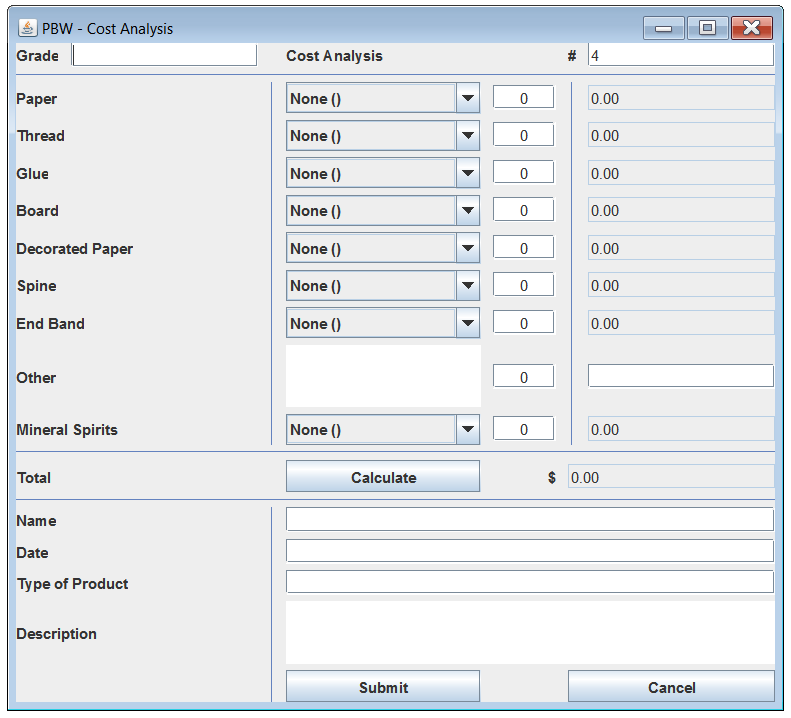 PBW - Cost Analysis
Grade Cost Analysis # 4
Paper None () 0 0.00
Thread None () 0 0.00
Glue None () 0 0.00
Board None () 0 0.00
Decorated Paper None () 0 0.00
Spine None () 0 0.00
End Band None () 0 0.00
Other 0
Mineral Spirits None () 0 0.00
Total Calculate $ 0.00
Name
Date
Type of Product
Description
Submit Cancel